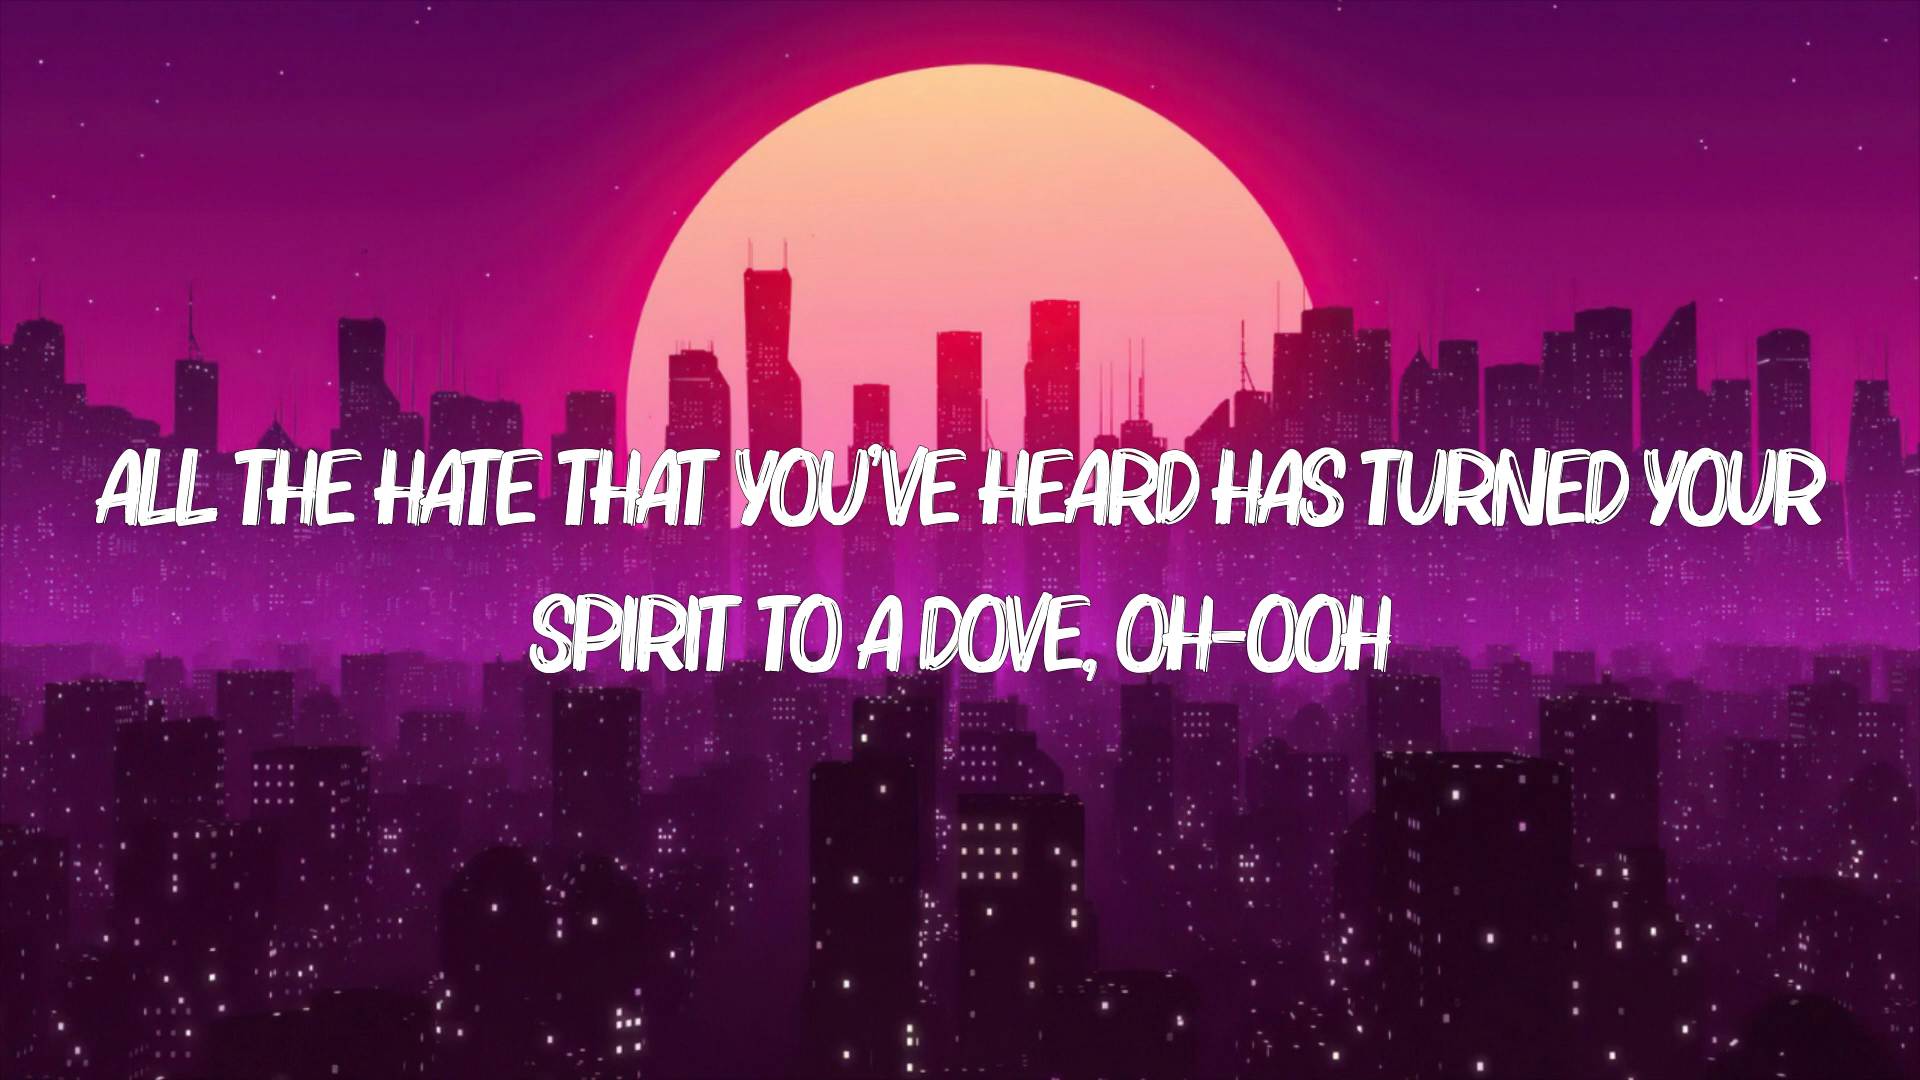 ALL THE HATE THAT YOU'VE HEARD HAS TURNED YOUR
SPIRIT TO A DOVE, OH-OOH